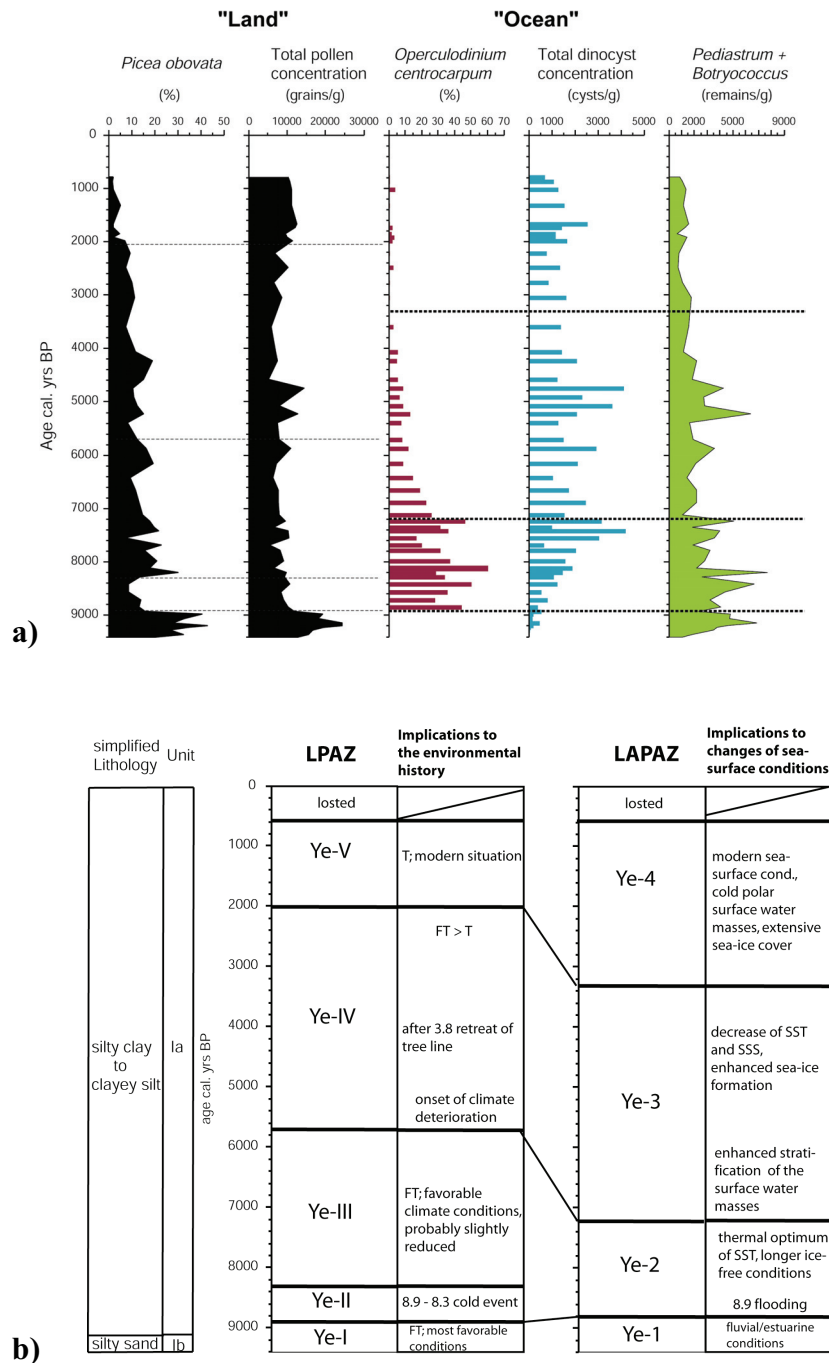 "Land"
"Ocean"
Picea obovata
(%)
Total pollen
concentration
(grains/g)
Operculodinium
centrocarpum
(%)
Total dinocyst
concentration
(cysts/g)
Pediastrum +
Botryococcus
(remains/g)
0 10 20 30 40 50
0 10000 20000 30000
0 10 20 30 40 50 60 70
0 1000 3000 5000
0 2000 5000 9000
Age cal. yrs BP
0
1000
2000
3000
4000
5000
6000
7000
8000
9000
a)
simplified
Lithology
Unit
LPAZ
Implications to
the environmental
history
LAPAZ
Implications to
changes of sea-
surface conditions
silty clay
to
clayey silt
Ia
silty sand
Ib
age cal. yrs BP
0
1000
2000
3000
4000
5000
6000
7000
8000
9000
losted
Ye-V
T; modern situation
Ye-IV
FT > T
after 3.8 retreat of
tree line
onset of climate
deterioration
Ye-III
FT; favorable
climate conditions,
probably slightly
reduced
Ye-II
8.9 - 8.3 cold event
Ye-I
FT; most favorable
conditions
0
1000
2000
3000
4000
5000
6000
7000
8000
9000
losted
Ye-4
modern sea-
surface cond.,
cold polar
surface water
masses, extensive
sea-ice cover
Ye-3
decrease of SST
and SSS,
enhanced sea-ice
formation
enhanced strati-
fication of the
surface water
masses
Ye-2
thermal optimum
of SST, longer ice-
free conditions
8.9 flooding
Ye-1
fluvial/estuarine
conditions
b)